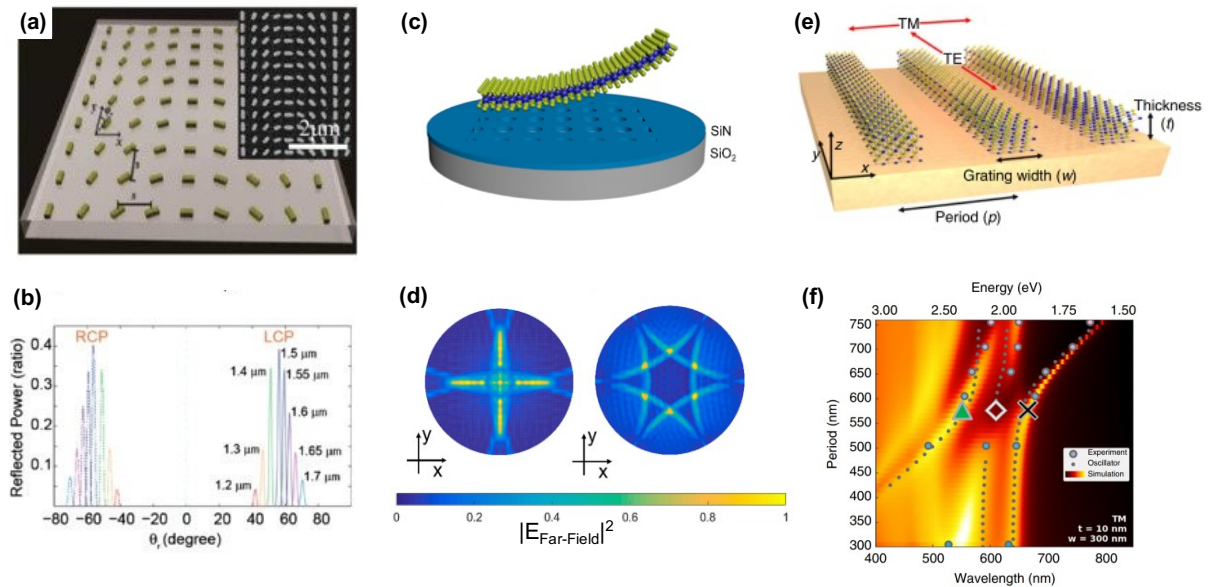 (a)
2μm
y
x
s
s
(b)
RCP
LCP
1.5 μm
1.4 μm
1.55 μm
1.6 μm
1.3 μm
1.65 μm
1.2 μm
1.7 μm
Reflected Power (ratio)
0.4
0.3
0.2
0.1
−80 −60 −40 −20 0 20 40 60 80
θr (degree)
(c)
SiN
SiO2
(d)
y
x
y
x
0 0.2 0.4 0.6 0.8 1
|E Far-Field|2
(e)
TM
TE
Thickness
(t)
z
y
x
Grating width (w)
Period (p)
(f)
Energy (eV)
3.00 2.50 2.25 2.00 1.75 1.50
Period (nm)
750
700
650
600
550
500
450
400
350
300
Experiment
Oscillator
Simulation
TM
t = 10 nm
w = 300 nm
400 500 600 700 800
Wavelength (nm)